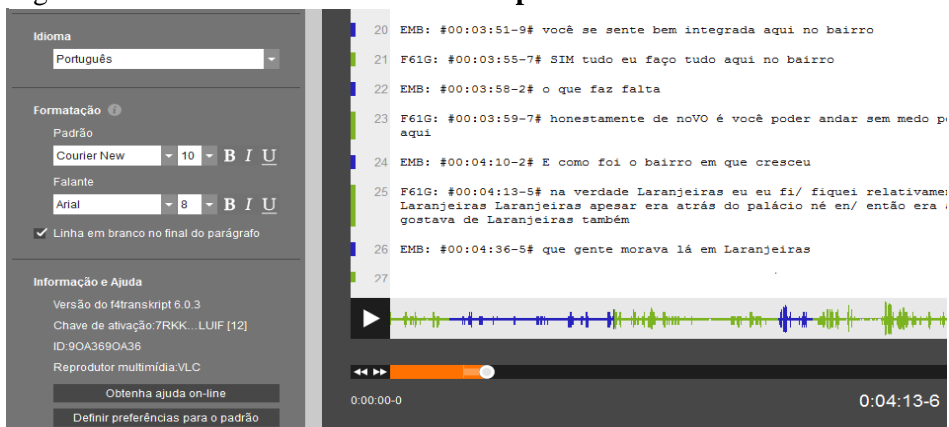 Idioma
Português
Formatação
Padrão
Courier New 10 B I U
Falante
Arial 8 B I U
Linha em branco no final do parágrafo
Informação e Ajuda
Versão do f4transkript 6.0.3
Chave de ativação:7RKK...LUIF [12]
ID:9OA369OA36
Reprodutor multimídia:VLC
Obtenha ajuda on-line
Definir preferências para o padrão
20 EMB: #00:03:51-9# você se sente bem integrada aqui no bairro
21 F61G: #00:03:55-7# SIM tudo eu faço tudo aqui no bairro
22 EMB: #00:03:58-2# o que faz falta
23 F61G: #00:03:59-7# honestamente de noVO é você poder andar sem medo
aqui
24 EMB: #00:04:10-2# E como foi o bairro em que cresceu
25 F61G: #00:04:13-5# na verdade Laranjeiras eu eu fi/ fiquei
Laranjeiras Laranjeiras apesar era atrás do palácio né en/ então era
gostava de Laranjeiras também
26 EMB: #00:04:36-5# que gente morava lá em Laranjeiras
27
0:00:00-0
0:04:13-6